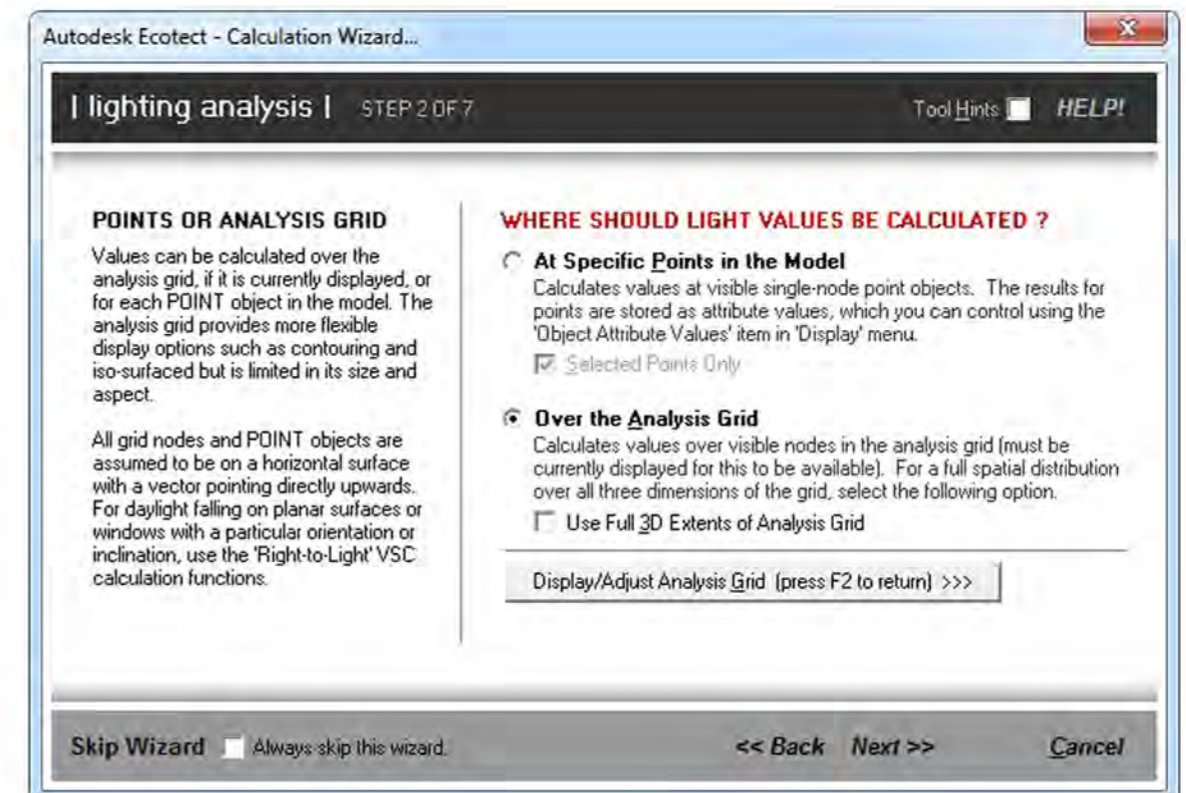 Autodesk Ecotect - Calculation Wizard...
| lighting analysis | STEP 2 OF 7
Tool Hints HELP!
POINTS OR ANALYSIS GRID
Values can be calculated over the
analysis grid, if it is currently displayed, or
for each POINT object in the model. The
analysis grid provides more flexible
display options such as contouring and
iso-surfaced but is limited in its size and
aspect.
All grid nodes and POINT objects are
assumed to be on a horizontal surface
with a vector pointing directly upwards.
For daylight falling on planar surfaces or
windows with a particular orientation or
inclination, use the 'Right-to-Light' VSC
calculation functions.
WHERE SHOULD LIGHT VALUES BE CALCULATED ?
At Specific Points in the Model
Calculates values at visible single-node point objects. The results for
points are stored as attribute values, which you can control using the
'Object Attribute Values' item in 'Display' menu.
Selected Points Only
Over the Analysis Grid
Calculates values over visible nodes in the analysis grid (must be
currently displayed for this to be available). For a full spatial distribution
over all three dimensions of the grid, select the following option.
Use Full 3D Extents of Analysis Grid
Display/Adjust Analysis Grid (press F2 to return) >>>
Skip Wizard Always skip this wizard.
<< Back Next >> Cancel